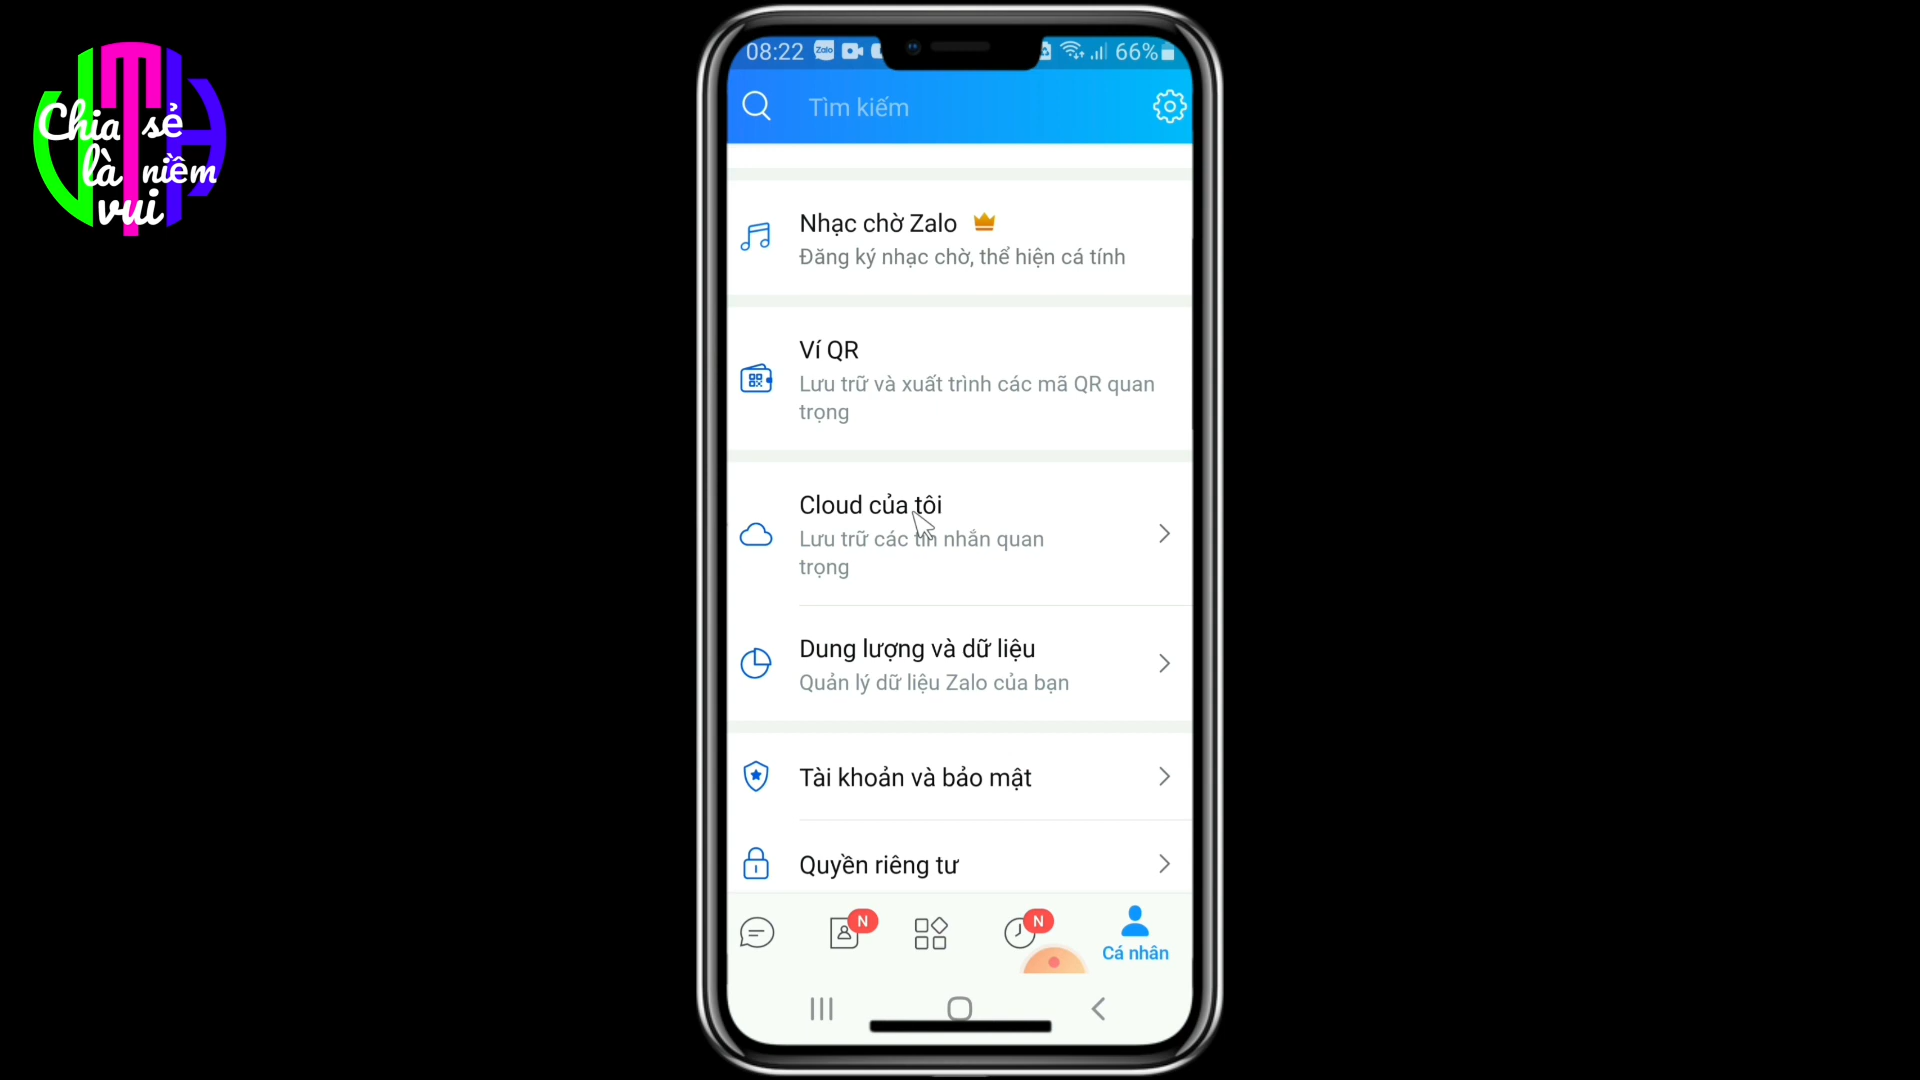 Chia sẻ
là niềm
vui
08:22 Zalo 66%
Tìm kiếm
Nhạc chờ Zalo
Đăng ký nhạc chờ, thể hiện cá tính
Ví QR
Lưu trữ và xuất trình các mã QR quan
trọng
Cloud của tôi
Lưu trữ các tin nhắn quan
trọng
Dung lượng và dữ liệu
Quản lý dữ liệu Zalo của bạn
Tài khoản và bảo mật
Quyền riêng tư
N
N
Cá nhân